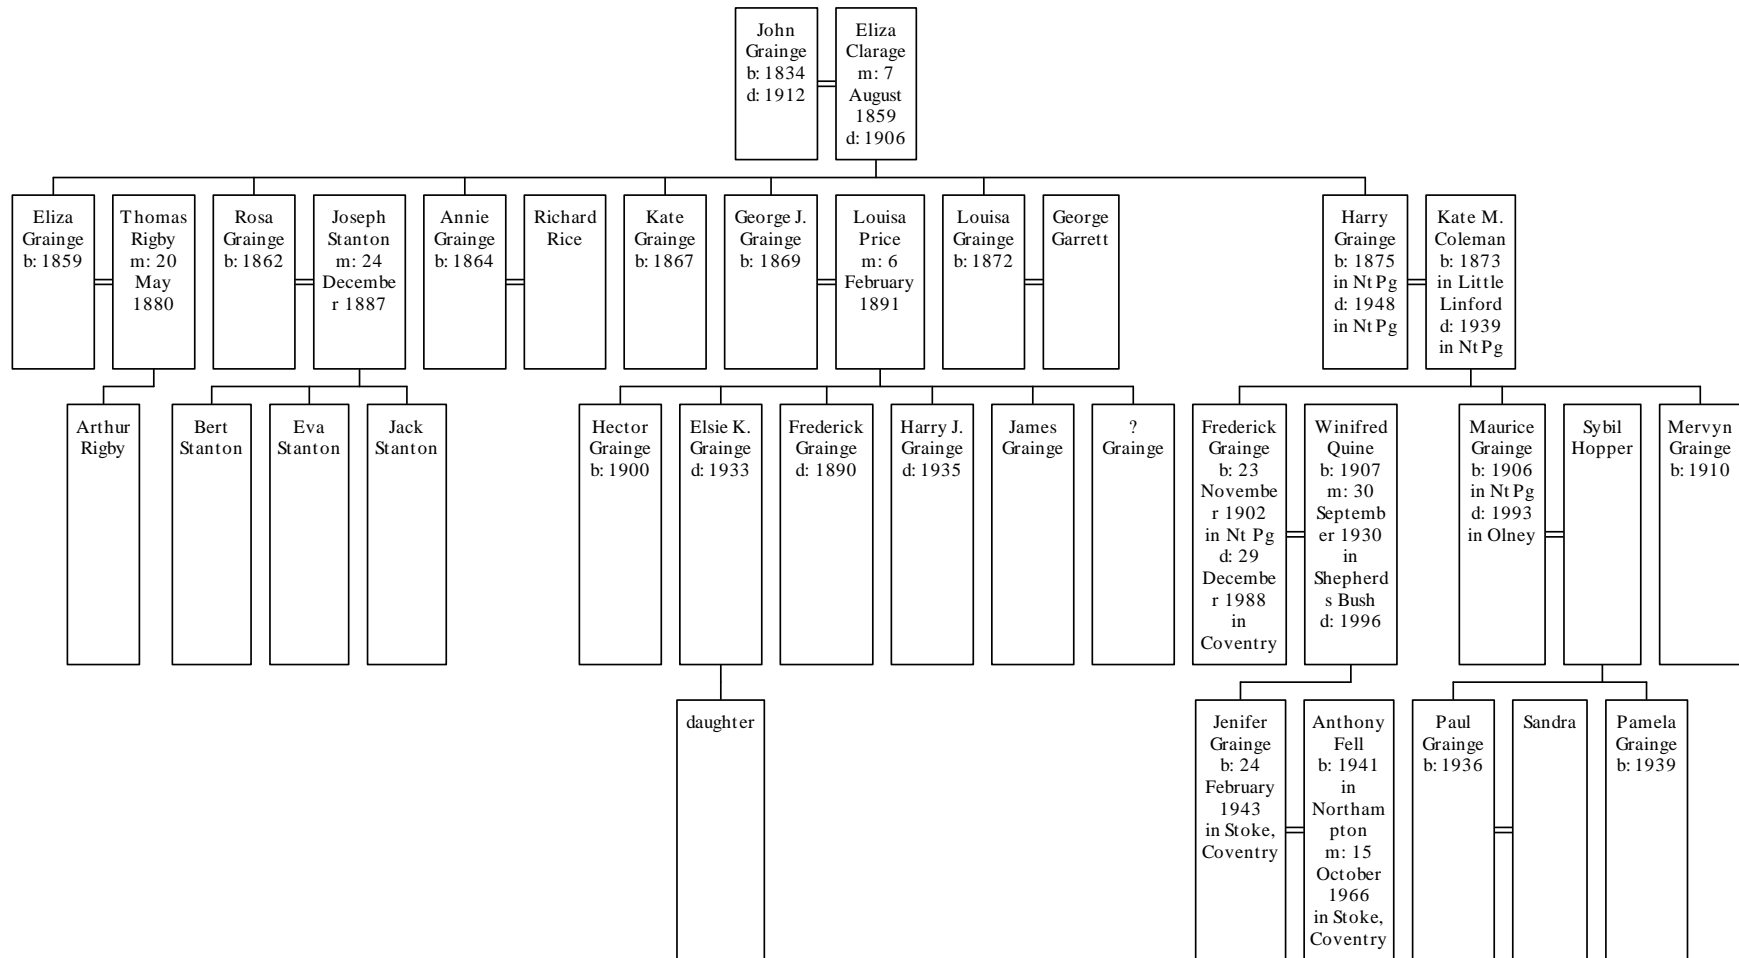 John
Grainge
b: 1834
d: 1912
Eliza
Clarage
m: 7
August
1859
d: 1906
Eliza
Grainge
b: 1859
Thomas
Rigby
m: 20
May
1880
Rosa
Grainge
b: 1862
Joseph
Stanton
m: 24
Decembe
r 1887
Annie
Grainge
b: 1864
Richard
Rice
Kate
Grainge
b: 1867
George J.
Grainge
b: 1869
Louisa
Price
m: 6
February
1891
Louisa
Grainge
b: 1872
George
Garrett
Harry
Grainge
b: 1875
in Nt Pg
d: 1948
in Nt Pg
Kate M.
Coleman
b: 1873
in Little
Linford
d: 1939
in Nt Pg
Arthur
Rigby
Bert
Stanton
Eva
Stanton
Jack
Stanton
Hector
Grainge
b: 1900
Elsie K.
Grainge
d: 1933
Frederick
Grainge
d: 1890
Harry J.
Grainge
d: 1935
James
Grainge
?
Grainge
Frederick
Grainge
b: 23
Novembe
r 1902
in Nt Pg
d: 29
Decembe
r 1988
in
Coventry
Winifred
Quine
b: 1907
m: 30
Septemb
er 1930
in
Shepherd
s Bush
d: 1996
Maurice
Grainge
b: 1906
in Nt Pg
d: 1993
in Olney
Sybil
Hopper
Mervyn
Grainge
b: 1910
daughter
Jenifer
Grainge
b: 24
February
1943
in Stoke,
Coventry
Anthony
Fell
b: 1941
in
Northam
pton
m: 15
October
1966
in Stoke,
Coventry
Paul
Grainge
b: 1936
Sandra
Pamela
Grainge
b: 1939